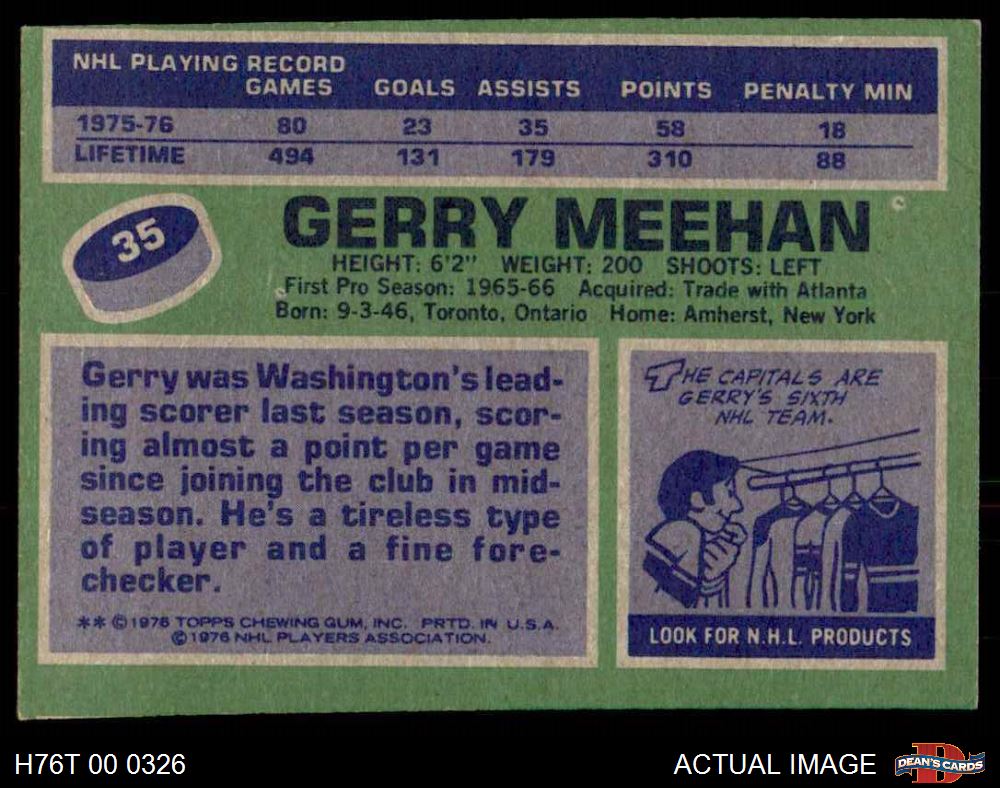 NHL PLAYING RECORD
GAMES GOALS ASSISTS POINTS PENALTY MIN
1975-76 80 23 35 58 18
LIFETIME 494 131 179 310 88
35
GERRY MEEHAN
HEIGHT: 6'2" WEIGHT: 200 SHOOTS: LEFT
First Pro Season: 1965-66 Acquired: Trade with Atlanta
Born: 9-3-46, Toronto, Ontario Home: Amherst, New York
Gerry was Washington's lead-
ing scorer last season, scor-
ing almost a point per game
since joining the club in mid-
season. He's a tireless type
of player and a fine fore-
checker.
** © 1976 TOPPS CHEWING GUM, INC. PRTD. IN U.S.A.
© 1976 NHL PLAYERS ASSOCIATION.
THE CAPITALS ARE
GERRY'S SIXTH
NHL TEAM.
LOOK FOR N.H.L. PRODUCTS
H76T 00 0326
ACTUAL IMAGE
D
DEAN'S CARDS